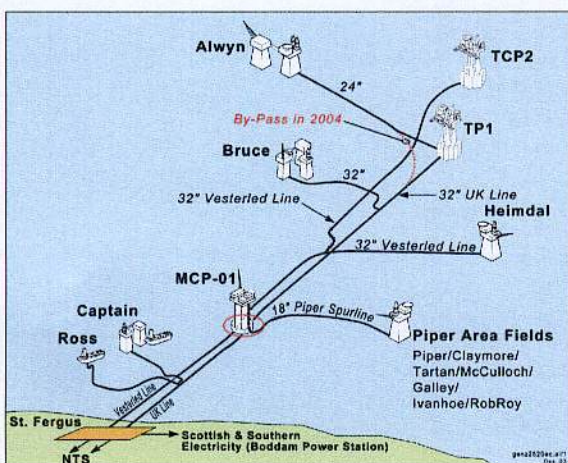 Alwyn
TCP2
24"
By-Pass in 2004
TP1
Bruce
32"
32" Vesterled Line
32" UK Line
Heimdal
32" Vesterled Line
MCP-01
18" Piper Spurline
Captain
Ross
Piper Area Fields
Piper/Claymore/
Tartan/McCulloch/
Galley/
Ivanhoe/RobRoy
Vesterled Line
UK Line
St. Fergus
Scottish & Southern
Electricity (Boddam Power Station)
NTS